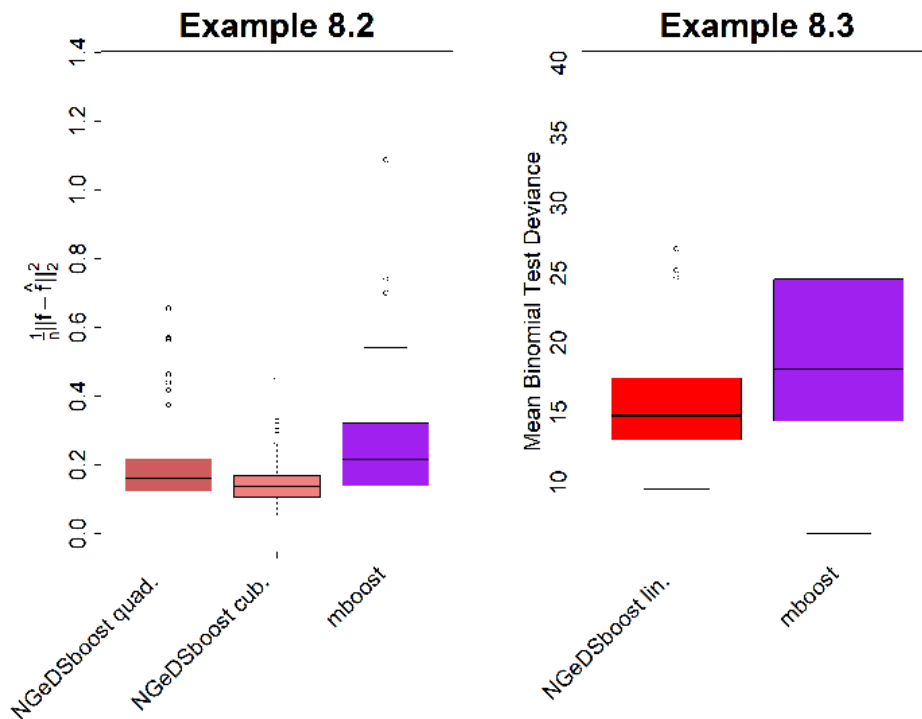 Example 8.2
1.4
1.2
1.0
0.8
0.6
0.4
0.2
0.0
1/n||f − f̂||₂²
NGeDSboost quad.
NGeDSboost cub.
mboost
Example 8.3
40
35
30
25
20
15
10
Mean Binomial Test Deviance
NGeDSboost lin.
mboost